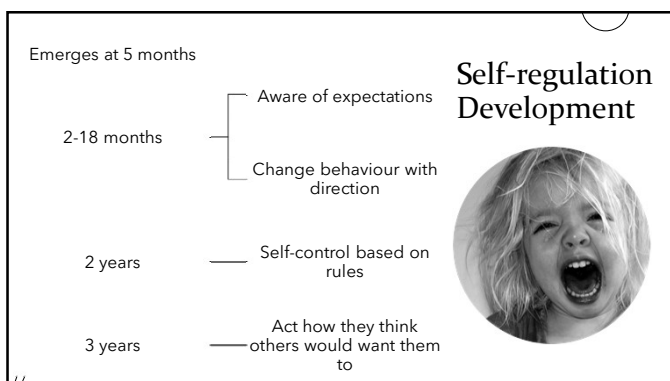 Self-regulation
Development
Emerges at 5 months
2-18 months
Aware of expectations
Change behaviour with
direction
2 years
Self-control based on
rules
3 years
Act how they think
others would want them
to